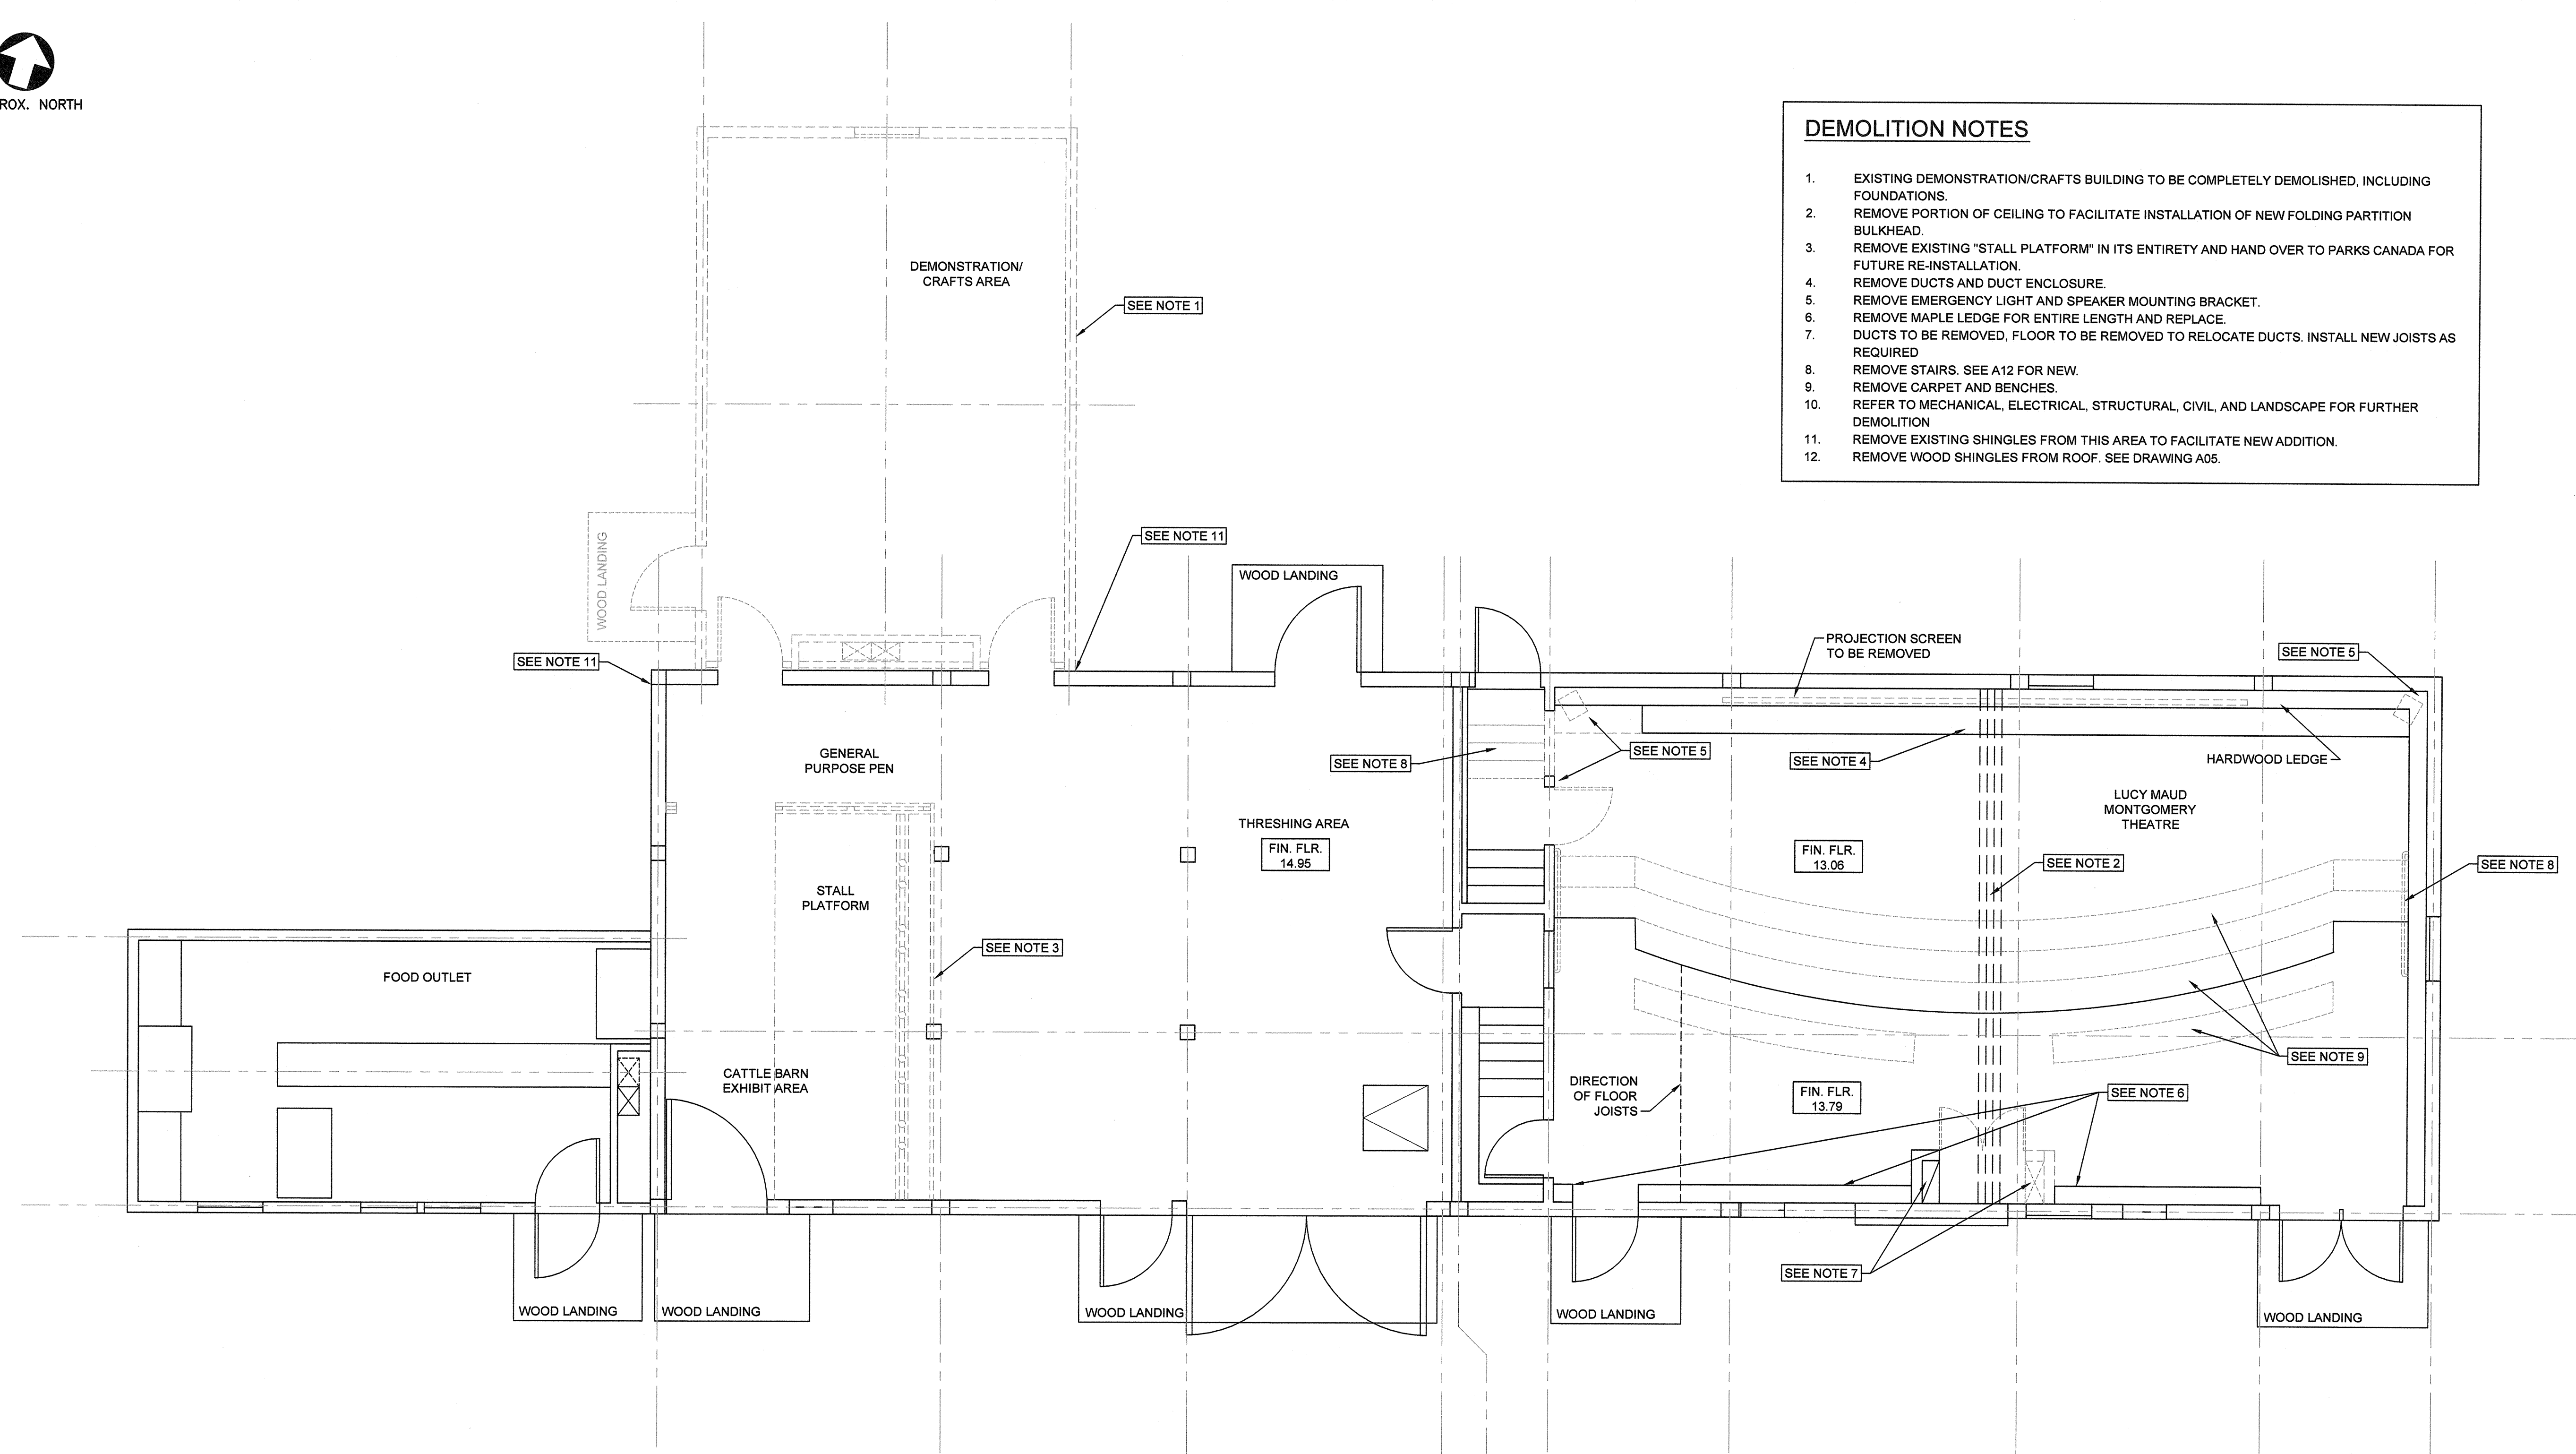 ROX. NORTH
DEMOLITION NOTES
1. EXISTING DEMONSTRATION/CRAFTS BUILDING TO BE COMPLETELY DEMOLISHED, INCLUDING
FOUNDATIONS.
2. REMOVE PORTION OF CEILING TO FACILITATE INSTALLATION OF NEW FOLDING PARTITION
BULKHEAD.
3. REMOVE EXISTING "STALL PLATFORM" IN ITS ENTIRETY AND HAND OVER TO PARKS CANADA FOR
FUTURE RE-INSTALLATION.
4. REMOVE DUCTS AND DUCT ENCLOSURE.
5. REMOVE EMERGENCY LIGHT AND SPEAKER MOUNTING BRACKET.
6. REMOVE MAPLE LEDGE FOR ENTIRE LENGTH AND REPLACE.
7. DUCTS TO BE REMOVED, FLOOR TO BE REMOVED TO RELOCATE DUCTS. INSTALL NEW JOISTS AS
REQUIRED
8. REMOVE STAIRS. SEE A12 FOR NEW.
9. REMOVE CARPET AND BENCHES.
10. REFER TO MECHANICAL, ELECTRICAL, STRUCTURAL, CIVIL, AND LANDSCAPE FOR FURTHER
DEMOLITION
11. REMOVE EXISTING SHINGLES FROM THIS AREA TO FACILITATE NEW ADDITION.
12. REMOVE WOOD SHINGLES FROM ROOF. SEE DRAWING A05.
DEMONSTRATION/
CRAFTS AREA
SEE NOTE 1
WOOD LANDING
SEE NOTE 11
WOOD LANDING
SEE NOTE 11
PROJECTION SCREEN
TO BE REMOVED
SEE NOTE 5
GENERAL
PURPOSE PEN
SEE NOTE 8
SEE NOTE 5
SEE NOTE 4
HARDWOOD LEDGE
LUCY MAUD
MONTGOMERY
THEATRE
THRESHING AREA
FIN. FLR.
14.95
FIN. FLR.
13.06
SEE NOTE 2
SEE NOTE 8
STALL
PLATFORM
SEE NOTE 3
FOOD OUTLET
SEE NOTE 9
CATTLE BARN
EXHIBIT AREA
DIRECTION
OF FLOOR
JOISTS
FIN. FLR.
13.79
SEE NOTE 6
SEE NOTE 7
WOOD LANDING
WOOD LANDING
WOOD LANDING
WOOD LANDING
WOOD LANDING